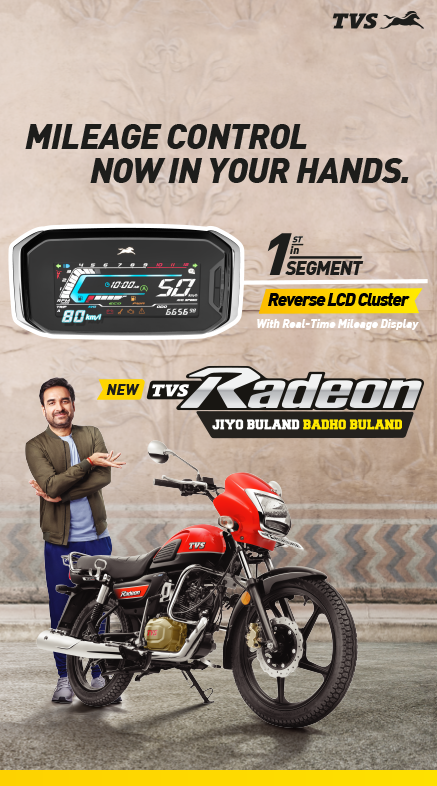 TVS
MILEAGE CONTROL
NOW IN YOUR HANDS.
1ST
in
SEGMENT
10:00
50
80 km/l
6656
Reverse LCD Cluster
With Real-Time Mileage Display
NEW TVS Radeon
JIYO BULAND BADHO BULAND
TVS
Radeon